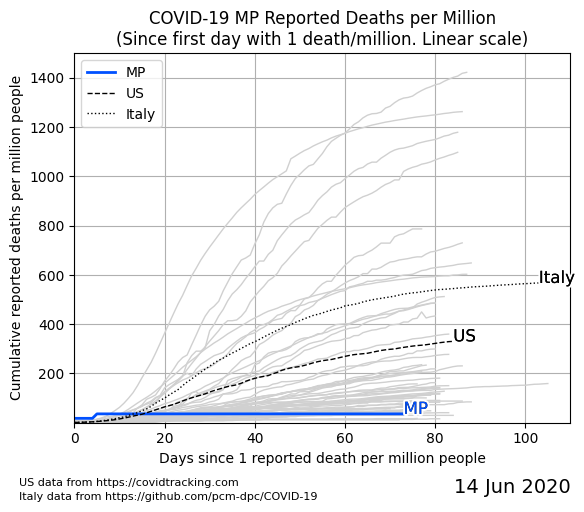 COVID-19 MP Reported Deaths per Million
(Since first day with 1 death/million. Linear scale)
Cumulative reported deaths per million people
1400
1200
1000
800
600
400
200
MP
US
Italy
Italy
US
MP
0
20
40
60
80
100
Days since 1 reported death per million people
US data from https://covidtracking.com
Italy data from https://github.com/pcm-dpc/COVID-19
14 Jun 2020